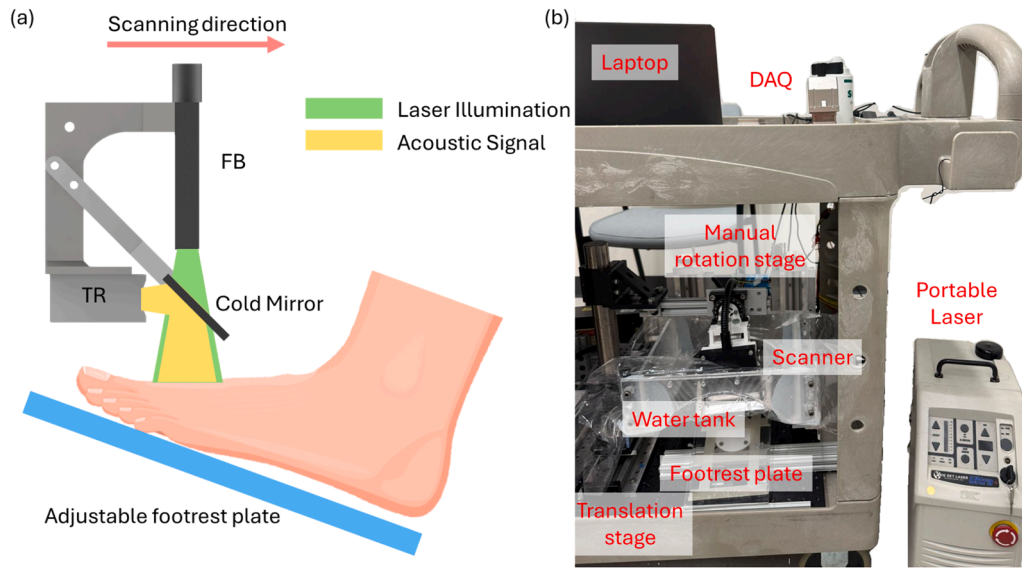 (a)
Scanning direction
Laser Illumination
Acoustic Signal
FB
TR
Cold Mirror
Adjustable footrest plate
(b)
Laptop
DAQ
Manual
rotation stage
Portable
Laser
Scanner
Water tank
Footrest plate
Translation
stage